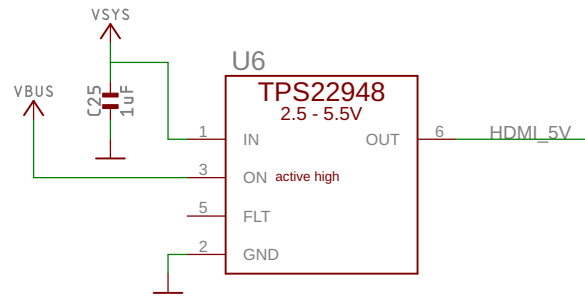 VSYS
U6
VBUS
C25
1uF
TPS22948
2.5 - 5.5V
1
IN
OUT
6
HDMI_5V
3
ON
active high
5
FLT
2
GND